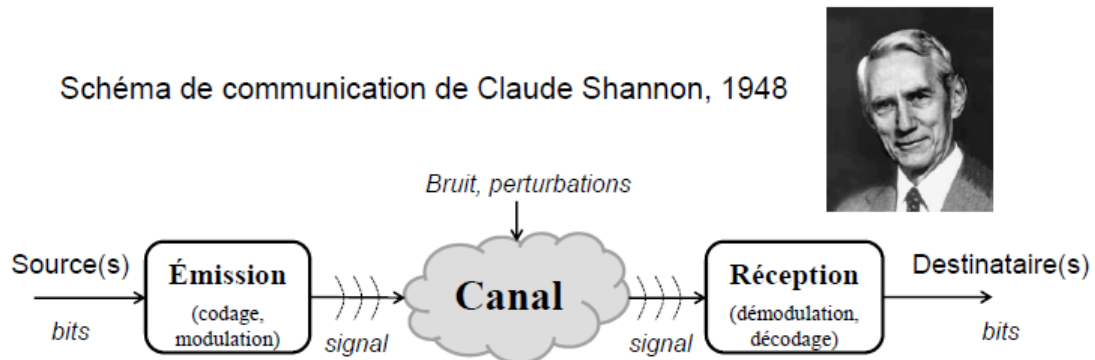 Schéma de communication de Claude Shannon, 1948
Bruit, perturbations
Source(s)
bits
Émission
(codage,
modulation)
signal
Canal
signal
Réception
(démodulation,
décodage)
Destinataire(s)
bits